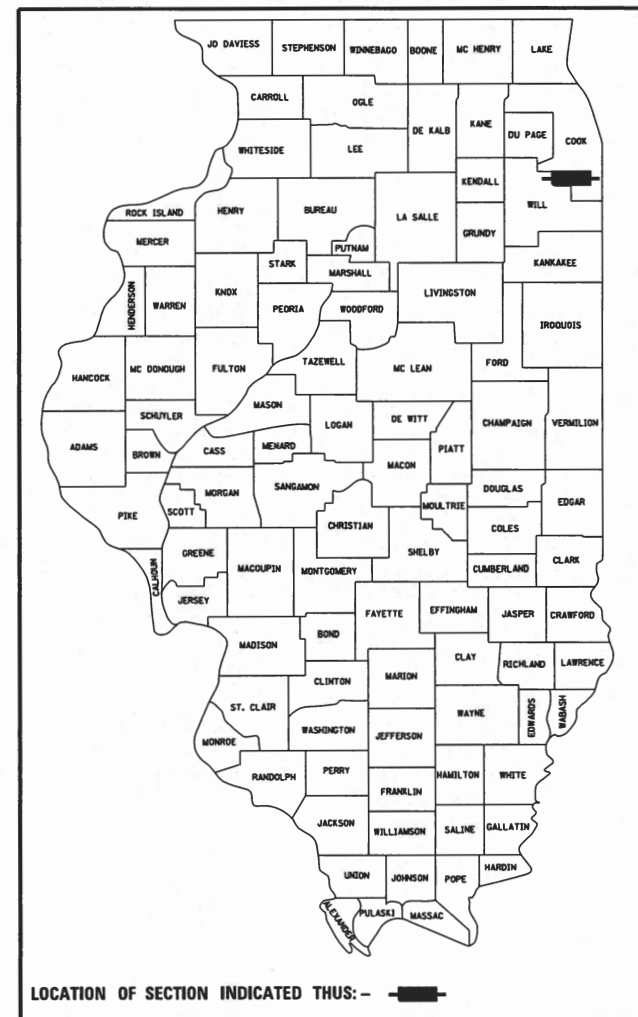 JO DAVIESS STEPHENSON WINNEBAGO BOONE MC HENRY LAKE
CARROLL OGLE DE KALB KANE DU PAGE COOK
WHITESIDE LEE KENDALL WILL
ROCK ISLAND HENRY BUREAU LA SALLE GRUNDY
MERCER PUTNAM KANKAKEE
STARK MARSHALL
HENDERSON WARREN KNOX PEORIA WOODFORD LIVINGSTON IROQUOIS
HANCOCK MC DONOUGH FULTON TAZEWELL MC LEAN FORD
SCHUYLER MASON LOGAN DE WITT CHAMPAIGN VERMILION
ADAMS BROWN CASS MENARD MACON PIATT
PIKE SCOTT MORGAN SANGAMON CHRISTIAN MOULTRIE DOUGLAS EDGAR
COLES
CALHOUN GREENE MACOUPIN MONTGOMERY SHELBY CUMBERLAND CLARK
JERSEY FAYETTE EFFINGHAM JASPER CRAWFORD
MADISON BOND CLAY RICHLAND LAWRENCE
CLINTON MARION
ST. CLAIR WASHINGTON JEFFERSON WAYNE EDWARDS WABASH
MONROE
RANDOLPH PERRY FRANKLIN HAMILTON WHITE
JACKSON WILLIAMSON SALINE GALLATIN
UNION JOHNSON POPE HARDIN
ALEXANDER PULASKI MASSAC
LOCATION OF SECTION INDICATED THUS: -